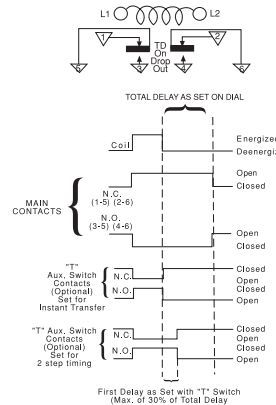 L1 L2
1 2
TD
On
Drop
Out
6 3 4 5
TOTAL DELAY AS SET ON DIAL
Coil
Energized
Deenergi
MAIN
CONTACTS
N.C.
(1-5) (2-6)
Open
Closed
N.O.
(3-5) (4-6)
Open
Closed
"T"
Aux, Switch
Contacts
(Optional)
Set for
Instant Transfer
N.C.
N.O.
Closed
Open
Closed
Open
"T" Aux, Switch
Contacts
(Optional)
Set for
2 step timing
N.C.
N.O.
Closed
Open
Closed
Open
First Delay as Set with "T" Switch
(Max. of 30% of Total Delay